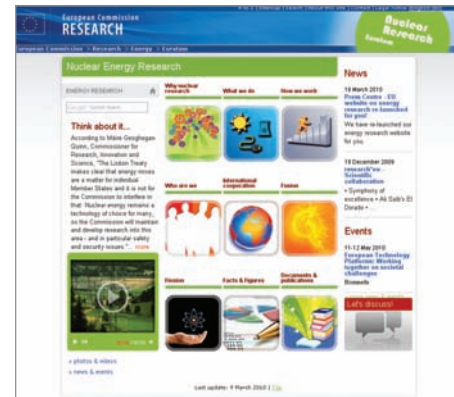 European Commission
RESEARCH
Nuclear
Research
Euratom
European Commission > Research > Energy > Euratom
Nuclear Energy Research
ENERGY RESEARCH
Think about it...
According to Máire Geoghegan
Quinn, Commissioner for
Research, Innovation and
Science, "The Lisbon Treaty
makes clear that energy mixes
are a matter for individual
Member States and it is not for
the Commission to interfere in
that. Nuclear energy remains a
technology of choice for many,
so the Commission will maintain
and develop research into this
area - and in particular safety
and security issues "... more
» photos & videos
» news & events
Why nuclear
research
What we do
How we work
Who are we
International
cooperation
Fusion
Fission
Facts & Figures
Documents &
publications
News
10 March 2010
Press Centre - EU
website on energy
research re-launched
for you!
We have re-launched our
energy research website
for you.
10 December 2009
research*eu -
Scientific
collaboration
• Symphony of
excellence • Ali Saïb's El
Dorado • ...
Events
11-12 May 2010
European Technology
Platforms: Working
together on societal
challenges
Brussels
Let's discuss!
Last update: 9 March 2010 | Top